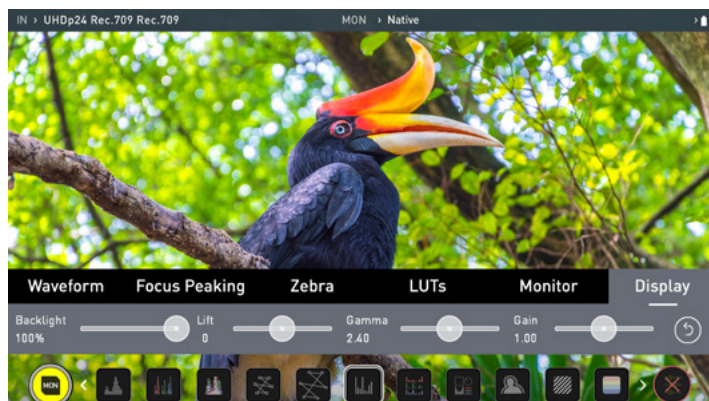 IN > UHDp24 Rec.709 Rec.709 MON > Native
Waveform Focus Peaking Zebra LUTs Monitor Display
Backlight Lift Gamma Gain
100% 0 2.40 1.00
MON